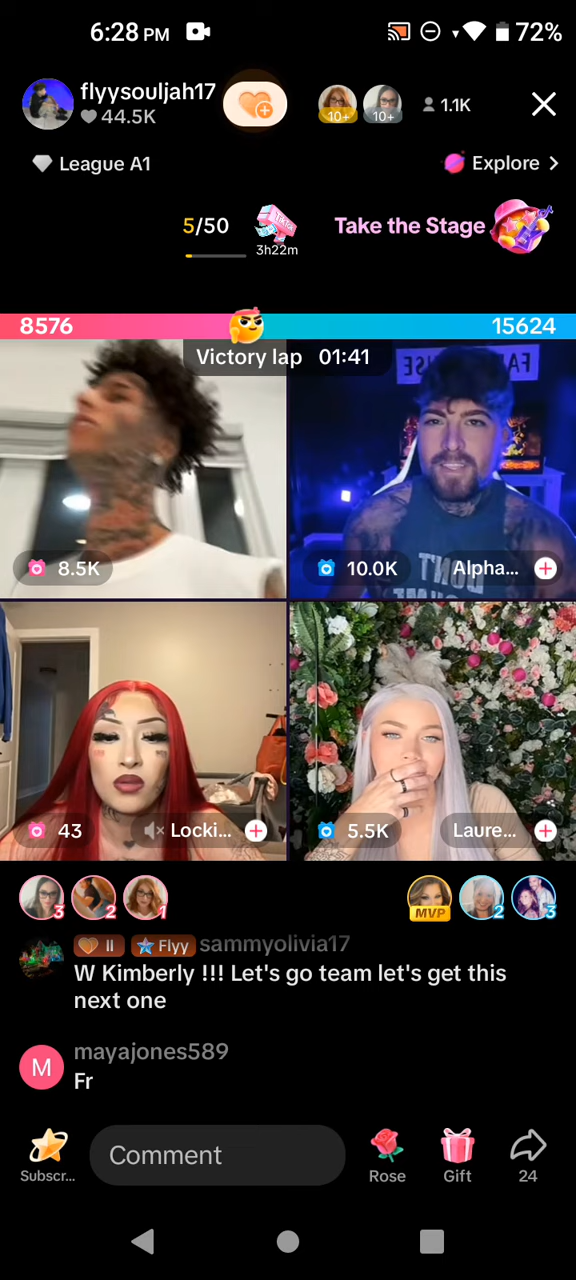 6:28 PM
72%
flyysouljah17
44.5K
10+
10+
1.1K
League A1
Explore >
5/50
TikTok
3h22m
Take the Stage
8576
15624
Victory lap 01:41
8.5K
10.0K
Alpha...
DON'T
43
Locki...
5.5K
Laure...
3
2
1
MVP
2
3
II
Flyy
sammyolivia17
W Kimberly !!! Let's go team let's get this
next one
M
mayajones589
Fr
Subscr...
Comment
Rose
Gift
24